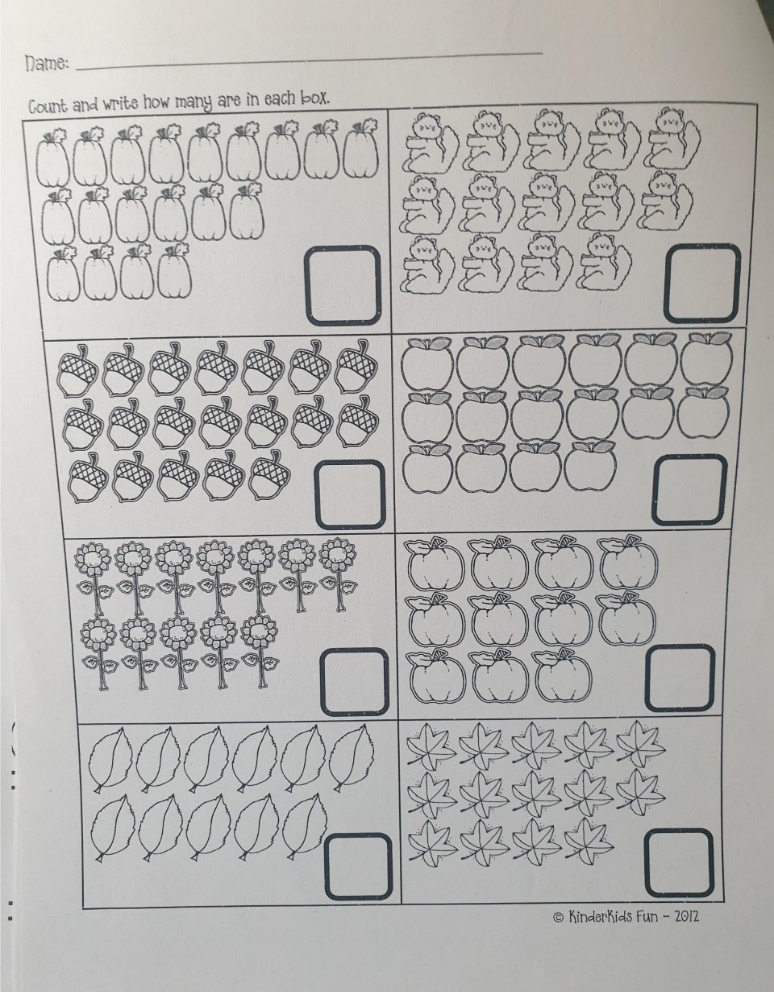 Name:
Count and write how many are in each box.
© KinderKids Fun - 2012